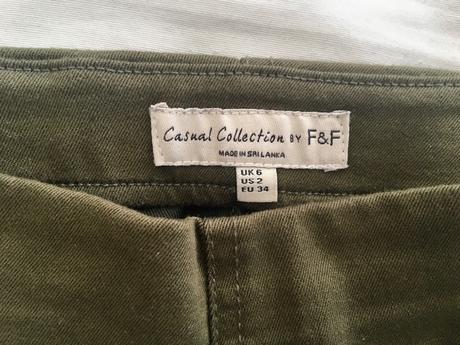 Casual Collection BY F&F
MADE IN SRI LANKA
UK 6
US 2
EU 34